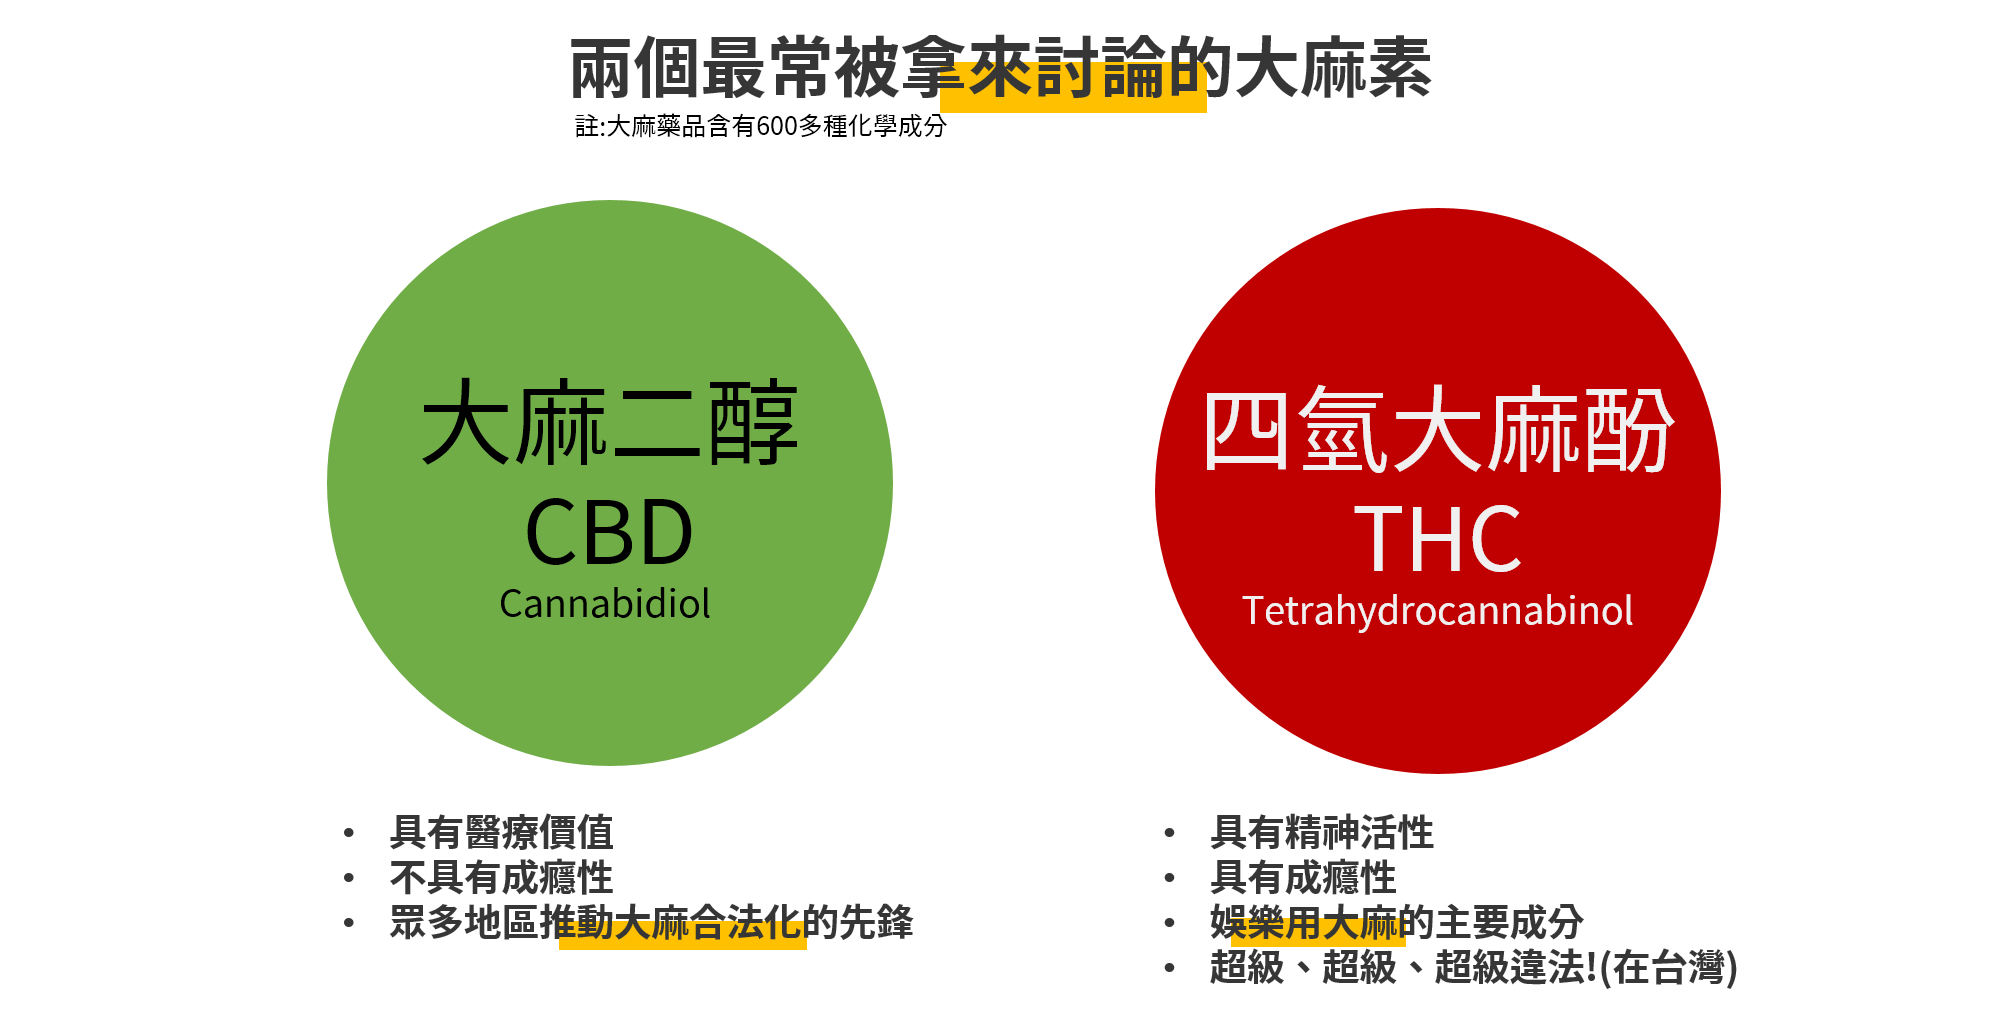 兩個最常被拿來討論的大麻素
註:大麻藥品含有600多種化學成分
大麻二醇
CBD
Cannabidiol
四氫大麻酚
THC
Tetrahydrocannabinol
• 具有醫療價值
• 不具有成癮性
• 眾多地區推動大麻合法化的先鋒
• 具有精神活性
• 具有成癮性
• 娛樂用大麻的主要成分
• 超級、超級、超級違法!(在台灣)